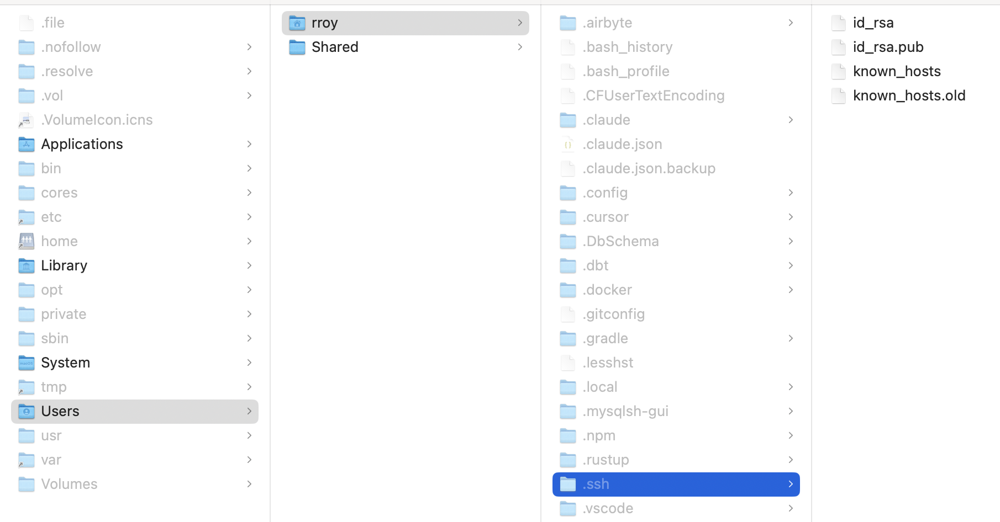 .file
.nofollow
.resolve
.vol
.VolumeIcon.icns
Applications
bin
cores
etc
home
Library
opt
private
sbin
System
tmp
Users
usr
var
Volumes
rroy
Shared
.airbyte
.bash_history
.bash_profile
.CFUserTextEncoding
.claude
.claude.json
.claude.json.backup
.config
.cursor
.DbSchema
.dbt
.docker
.gitconfig
.gradle
.lesshst
.local
.mysqlsh-gui
.npm
.rustup
.ssh
.vscode
id_rsa
id_rsa.pub
known_hosts
known_hosts.old